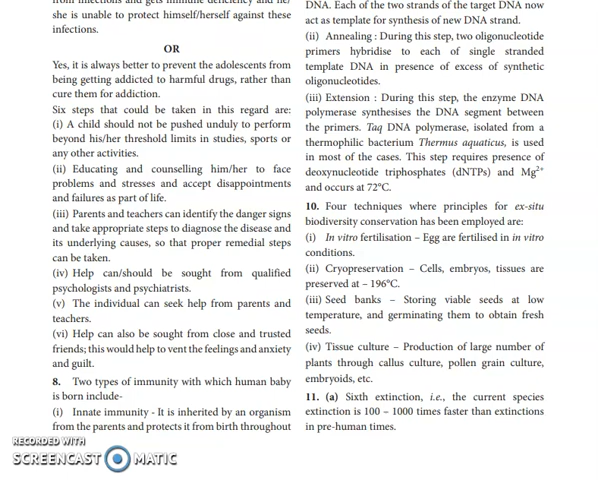 from infections and gets immune deficiency and he/
she is unable to protect himself/herself against these
infections.
OR
Yes, it is always better to prevent the adolescents from
being getting addicted to harmful drugs, rather than
cure them for addiction.
Six steps that could be taken in this regard are:
(i) A child should not be pushed unduly to perform
beyond his/her threshold limits in studies, sports or
any other activities.
(ii) Educating and counselling him/her to face
problems and stresses and accept disappointments
and failures as part of life.
(iii) Parents and teachers can identify the danger signs
and take appropriate steps to diagnose the disease and
its underlying causes, so that proper remedial steps
can be taken.
(iv) Help can/should be sought from qualified
psychologists and psychiatrists.
(v) The individual can seek help from parents and
teachers.
(vi) Help can also be sought from close and trusted
friends; this would help to vent the feelings and anxiety
and guilt.
8. Two types of immunity with which human baby
is born include-
(i) Innate immunity - It is inherited by an organism
from the parents and protects it from birth throughout
DNA. Each of the two strands of the target DNA now
act as template for synthesis of new DNA strand.
(ii) Annealing : During this step, two oligonucleotide
primers hybridise to each of single stranded
template DNA in presence of excess of synthetic
oligonucleotides.
(iii) Extension : During this step, the enzyme DNA
polymerase synthesises the DNA segment between
the primers. Taq DNA polymerase, isolated from a
thermophilic bacterium Thermus aquaticus, is used
in most of the cases. This step requires presence of
deoxynucleotide triphosphates (dNTPs) and Mg²⁺
and occurs at 72°C.
10. Four techniques where principles for ex-situ
biodiversity conservation has been employed are:
(i) In vitro fertilisation – Egg are fertilised in in vitro
conditions.
(ii) Cryopreservation – Cells, embryos, tissues are
preserved at – 196°C.
(iii) Seed banks – Storing viable seeds at low
temperature, and germinating them to obtain fresh
seeds.
(iv) Tissue culture – Production of large number of
plants through callus culture, pollen grain culture,
embryoids, etc.
11. (a) Sixth extinction, i.e., the current species
extinction is 100 – 1000 times faster than extinctions
in pre-human times.
RECORDED WITH
SCREENCAST MATIC